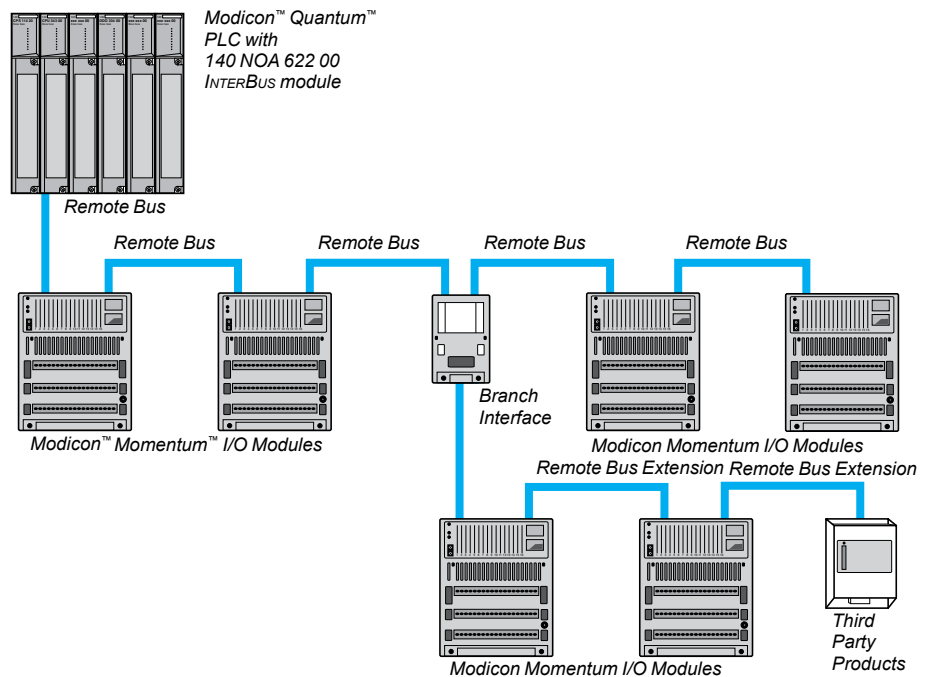 Modicon™ Quantum™
PLC with
140 NOA 622 00
INTERBUS module
Remote Bus
Remote Bus
Remote Bus
Remote Bus
Remote Bus
Branch
Interface
Modicon™ Momentum™ I/O Modules
Modicon Momentum I/O Modules
Remote Bus Extension
Remote Bus Extension
Third
Party
Products
Modicon Momentum I/O Modules